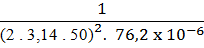 1
(2 . 3,14 . 50)². 76,2 x 10⁻⁶